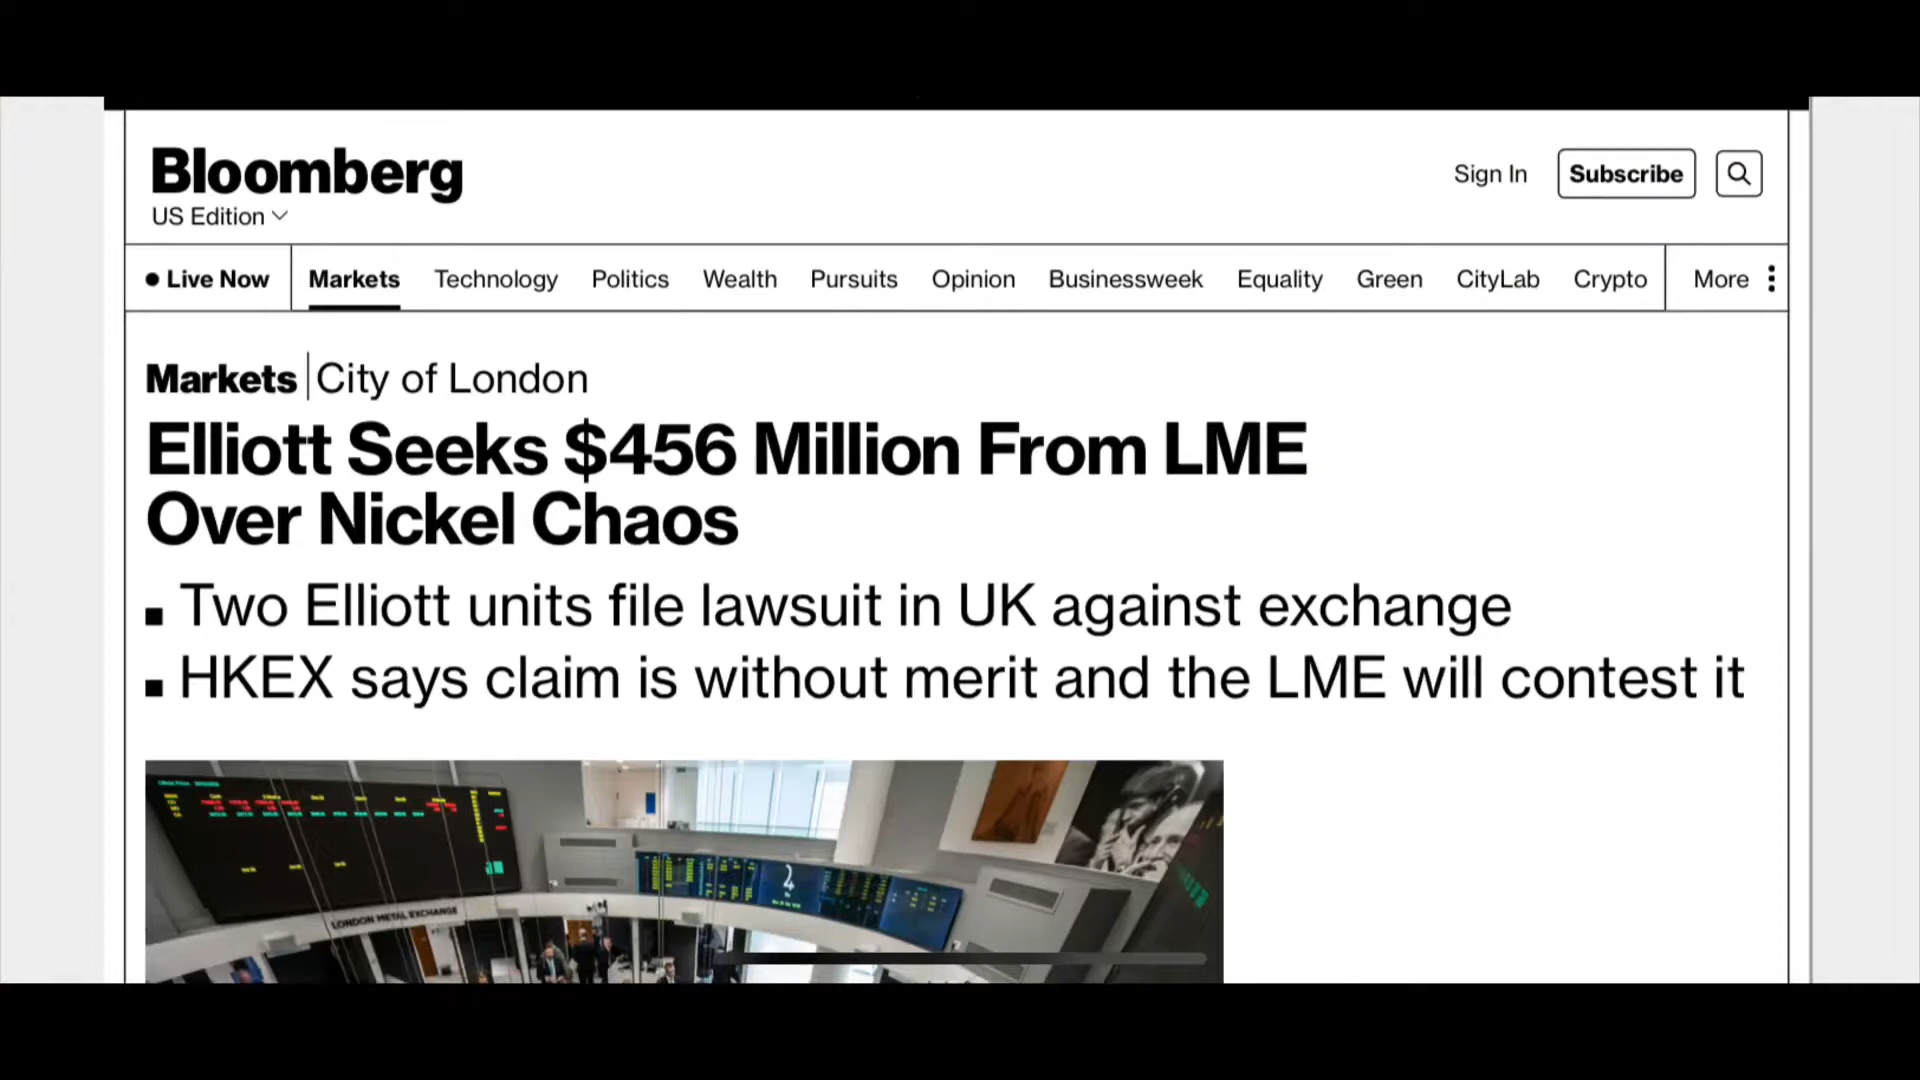 Bloomberg
Sign In
Subscribe
US Edition
Live Now
Markets
Technology
Politics
Wealth
Pursuits
Opinion
Businessweek
Equality
Green
CityLab
Crypto
More
Markets | City of London
Elliott Seeks $456 Million From LME
Over Nickel Chaos
Two Elliott units file lawsuit in UK against exchange
HKEX says claim is without merit and the LME will contest it
LONDON METAL EXCHANGE